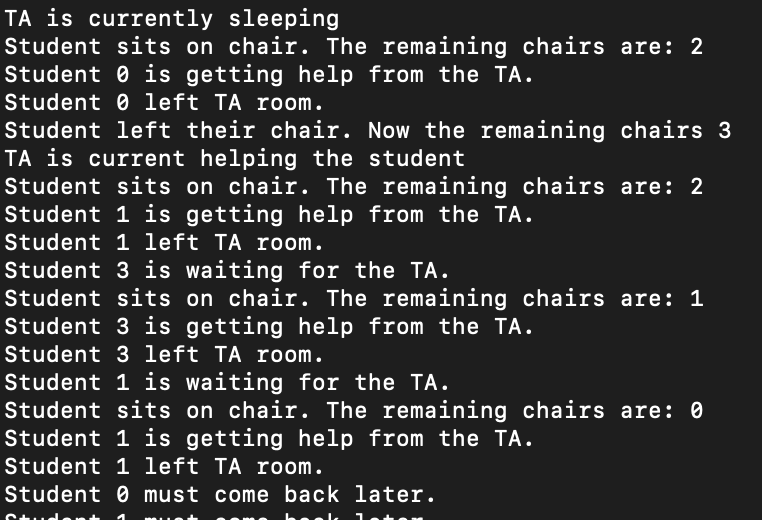 TA is currently sleeping
Student sits on chair. The remaining chairs are: 2
Student 0 is getting help from the TA.
Student 0 left TA room.
Student left their chair. Now the remaining chairs 3
TA is current helping the student
Student sits on chair. The remaining chairs are: 2
Student 1 is getting help from the TA.
Student 1 left TA room.
Student 3 is waiting for the TA.
Student sits on chair. The remaining chairs are: 1
Student 3 is getting help from the TA.
Student 3 left TA room.
Student 1 is waiting for the TA.
Student sits on chair. The remaining chairs are: 0
Student 1 is getting help from the TA.
Student 1 left TA room.
Student 0 must come back later.
Student 1 must come back later